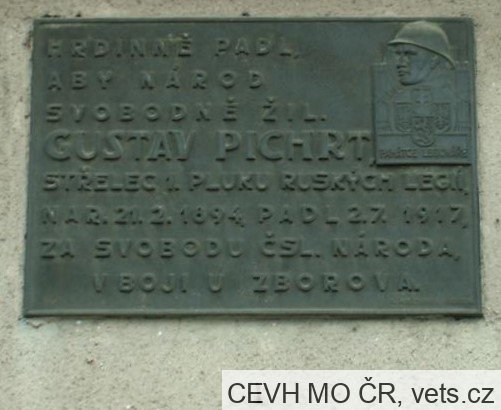 HRDINNĚ PADL,
ABY NÁROD
SVOBODNĚ ŽIL.
GUSTAV PICHRT
STŘELEC 1. PLUKU RUSKÝCH LEGIÍ,
NAR. 21. 2. 1894, PADL 2.7. 1917,
ZA SVOBODU ČSL. NÁRODA,
V BOJI U ZBOROVA.
CEVH MO ČR, vets.cz